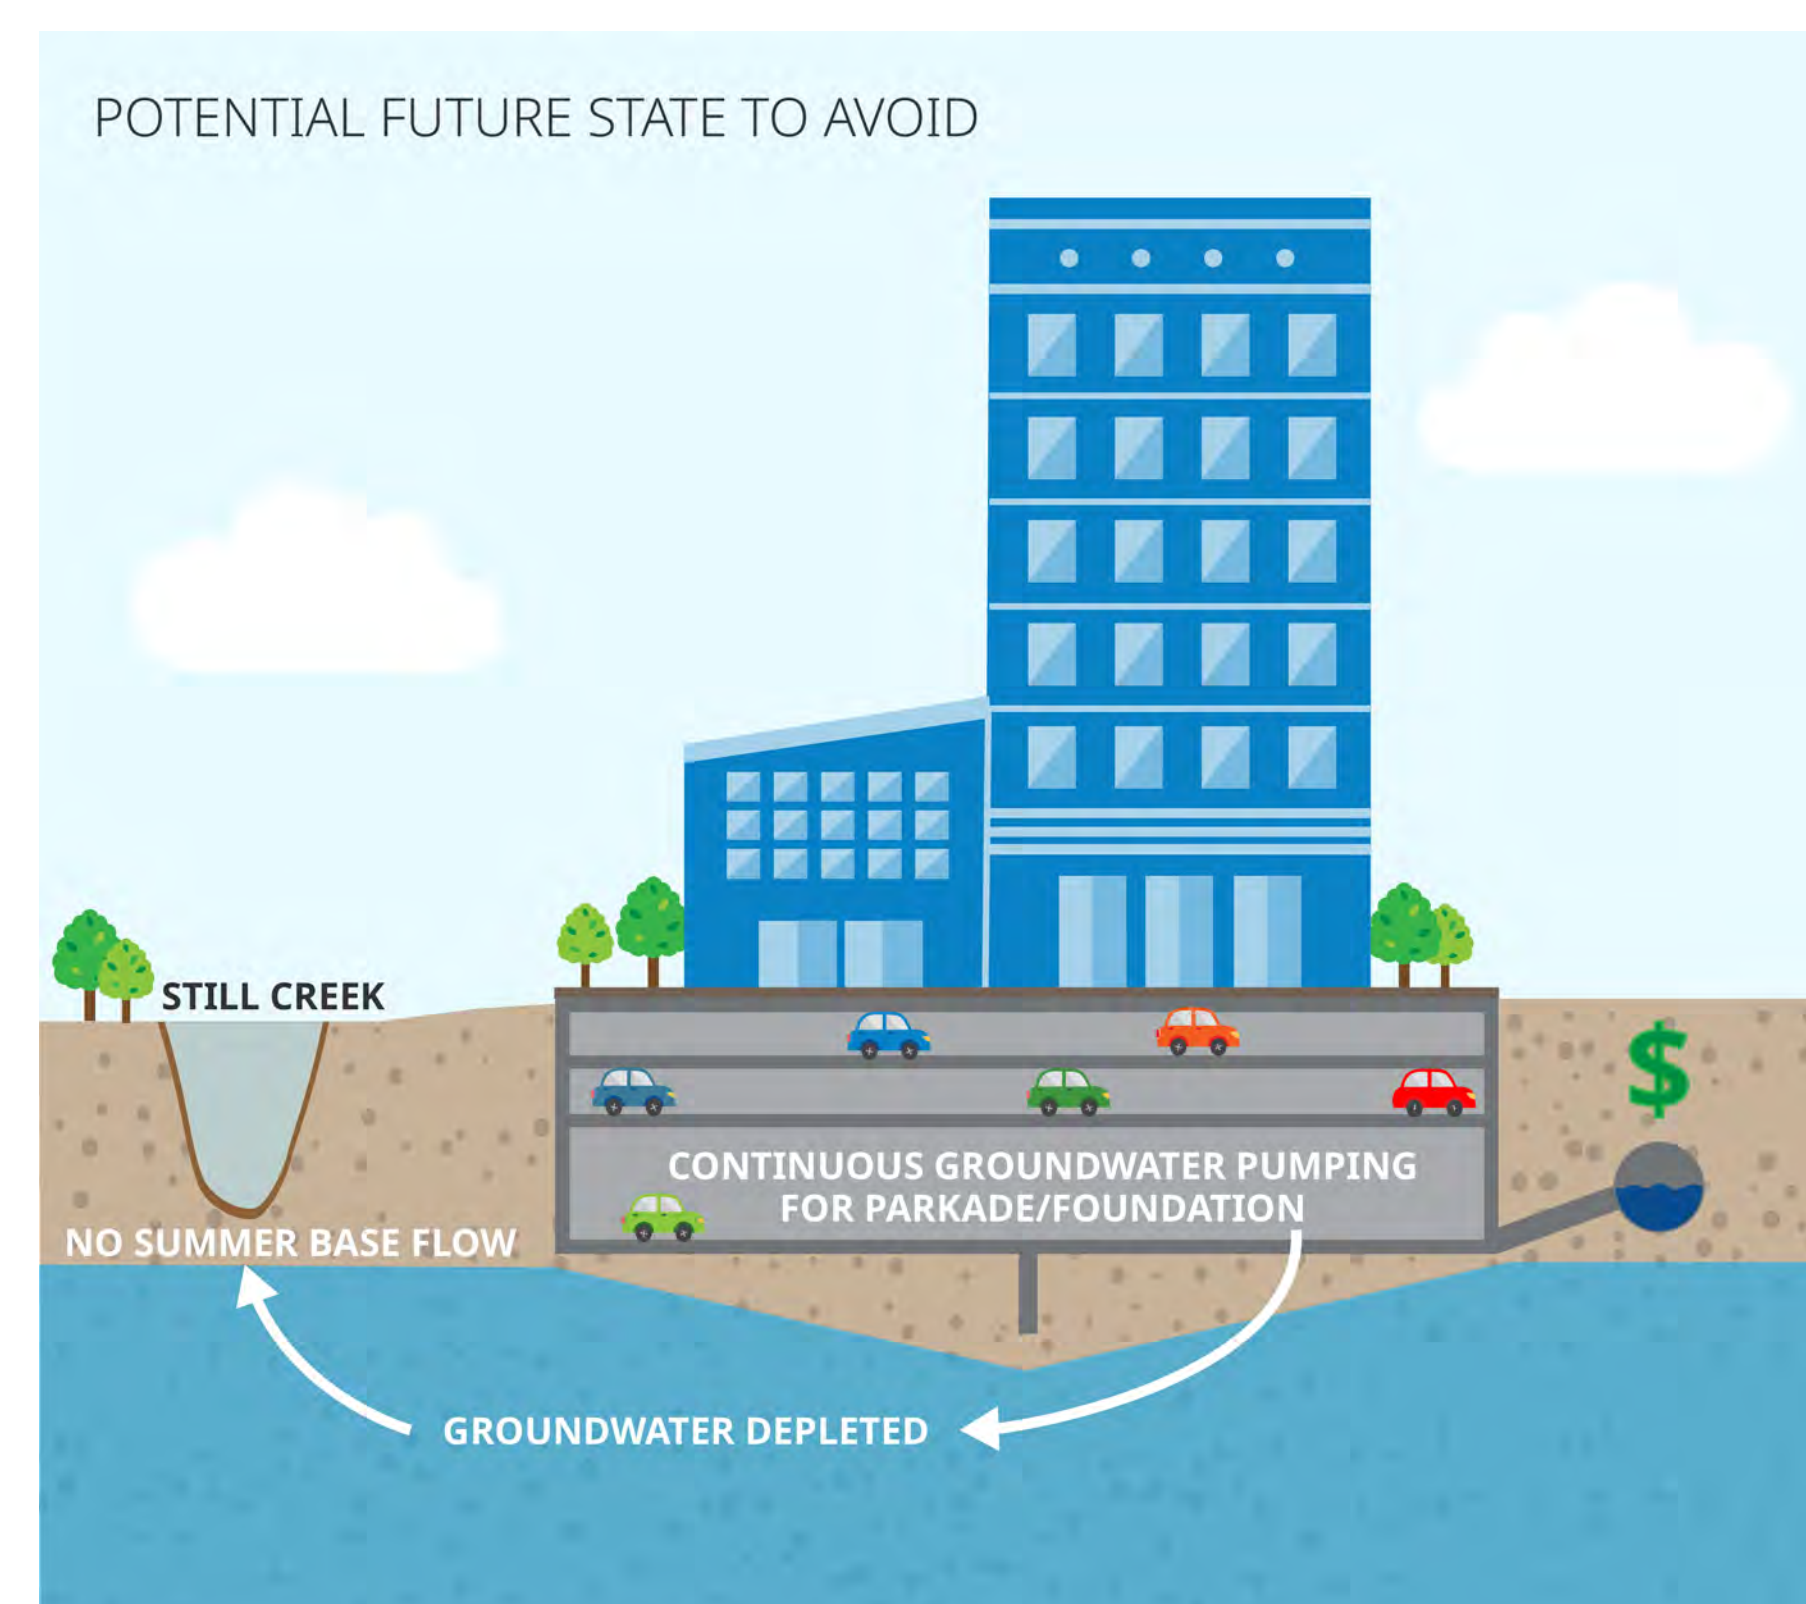 POTENTIAL FUTURE STATE TO AVOID
STILL CREEK
$
CONTINUOUS GROUNDWATER PUMPING
FOR PARKADE/FOUNDATION
NO SUMMER BASE FLOW
GROUNDWATER DEPLETED